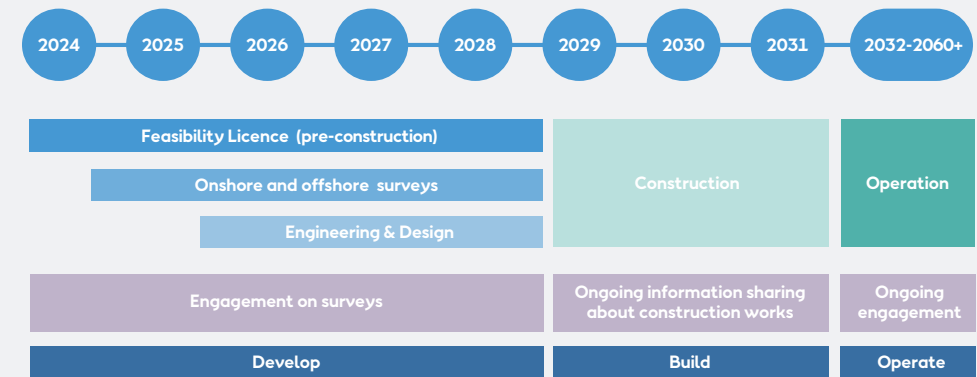 2024 2025 2026 2027 2028 2029 2030 2031 2032-2060+
Feasibility Licence (pre-construction)
Onshore and offshore surveys
Engineering & Design
Construction
Operation
Engagement on surveys
Ongoing information sharing
about construction works
Ongoing
engagement
Develop
Build
Operate